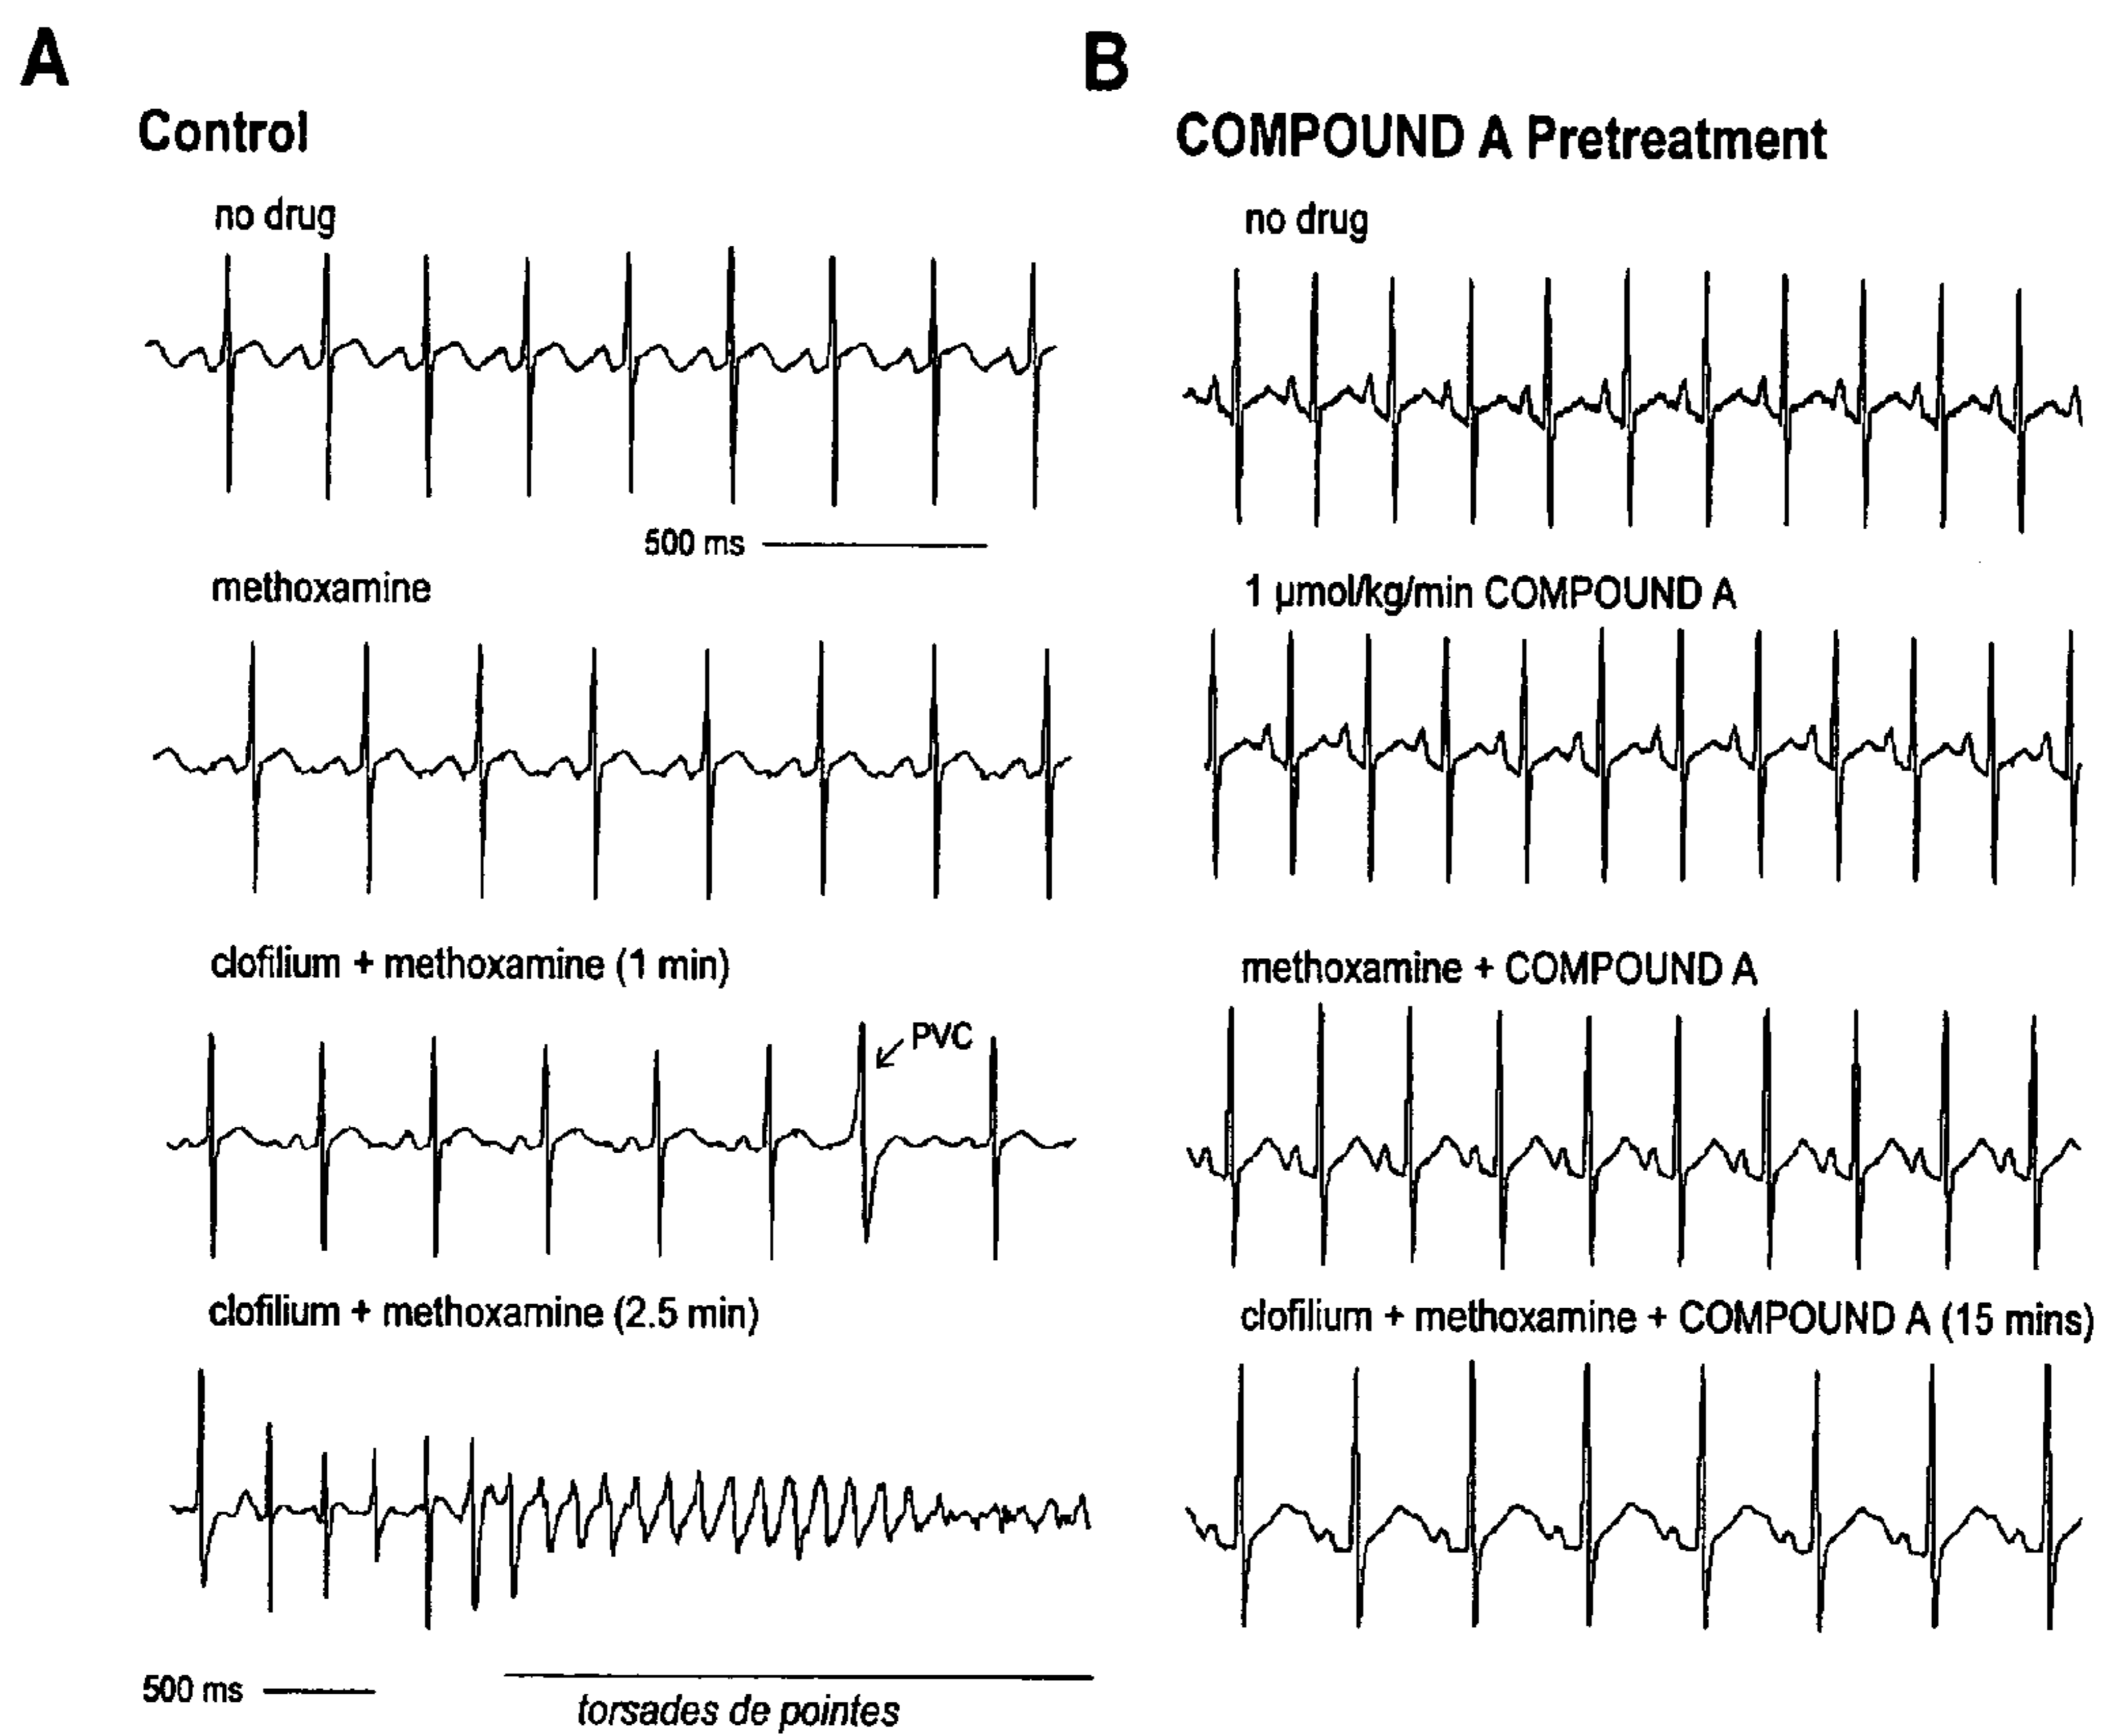 A
Control
no drug
500 ms
methoxamine
clofilium + methoxamine (1 min)
PVC
clofilium + methoxamine (2.5 min)
500 ms
torsades de pointes
B
COMPOUND A Pretreatment
no drug
1 µmol/kg/min COMPOUND A
methoxamine + COMPOUND A
clofilium + methoxamine + COMPOUND A (15 mins)